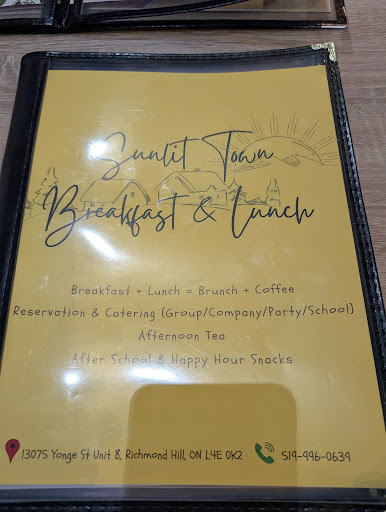 Sunlit Town
Breakfast & Lunch
Breakfast + Lunch = Brunch + Coffee
Reservation & Catering (Group/Company/Party/School)
Afternoon Tea
After School & Happy Hour Snacks
13075 Yonge St Unit 8, Richmond Hill, ON L4E 0K2 519-996-0639